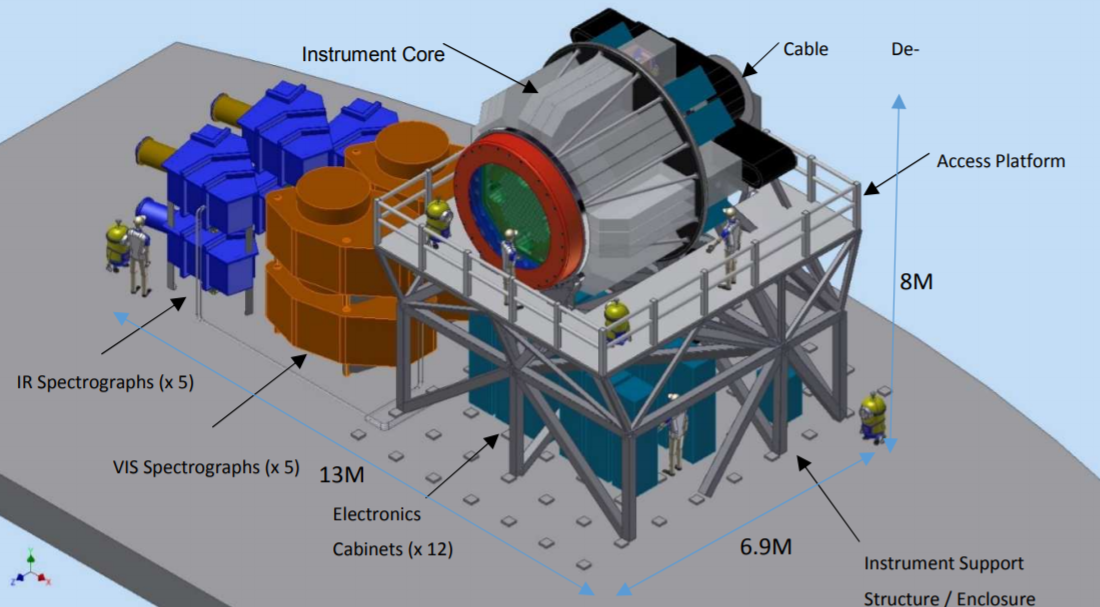 Instrument Core
Cable De-
Access Platform
8M
IR Spectrographs (x 5)
VIS Spectrographs (x 5)
13M
Electronics
Cabinets (x 12)
6.9M
Instrument Support
Structure / Enclosure
Y
Z
X